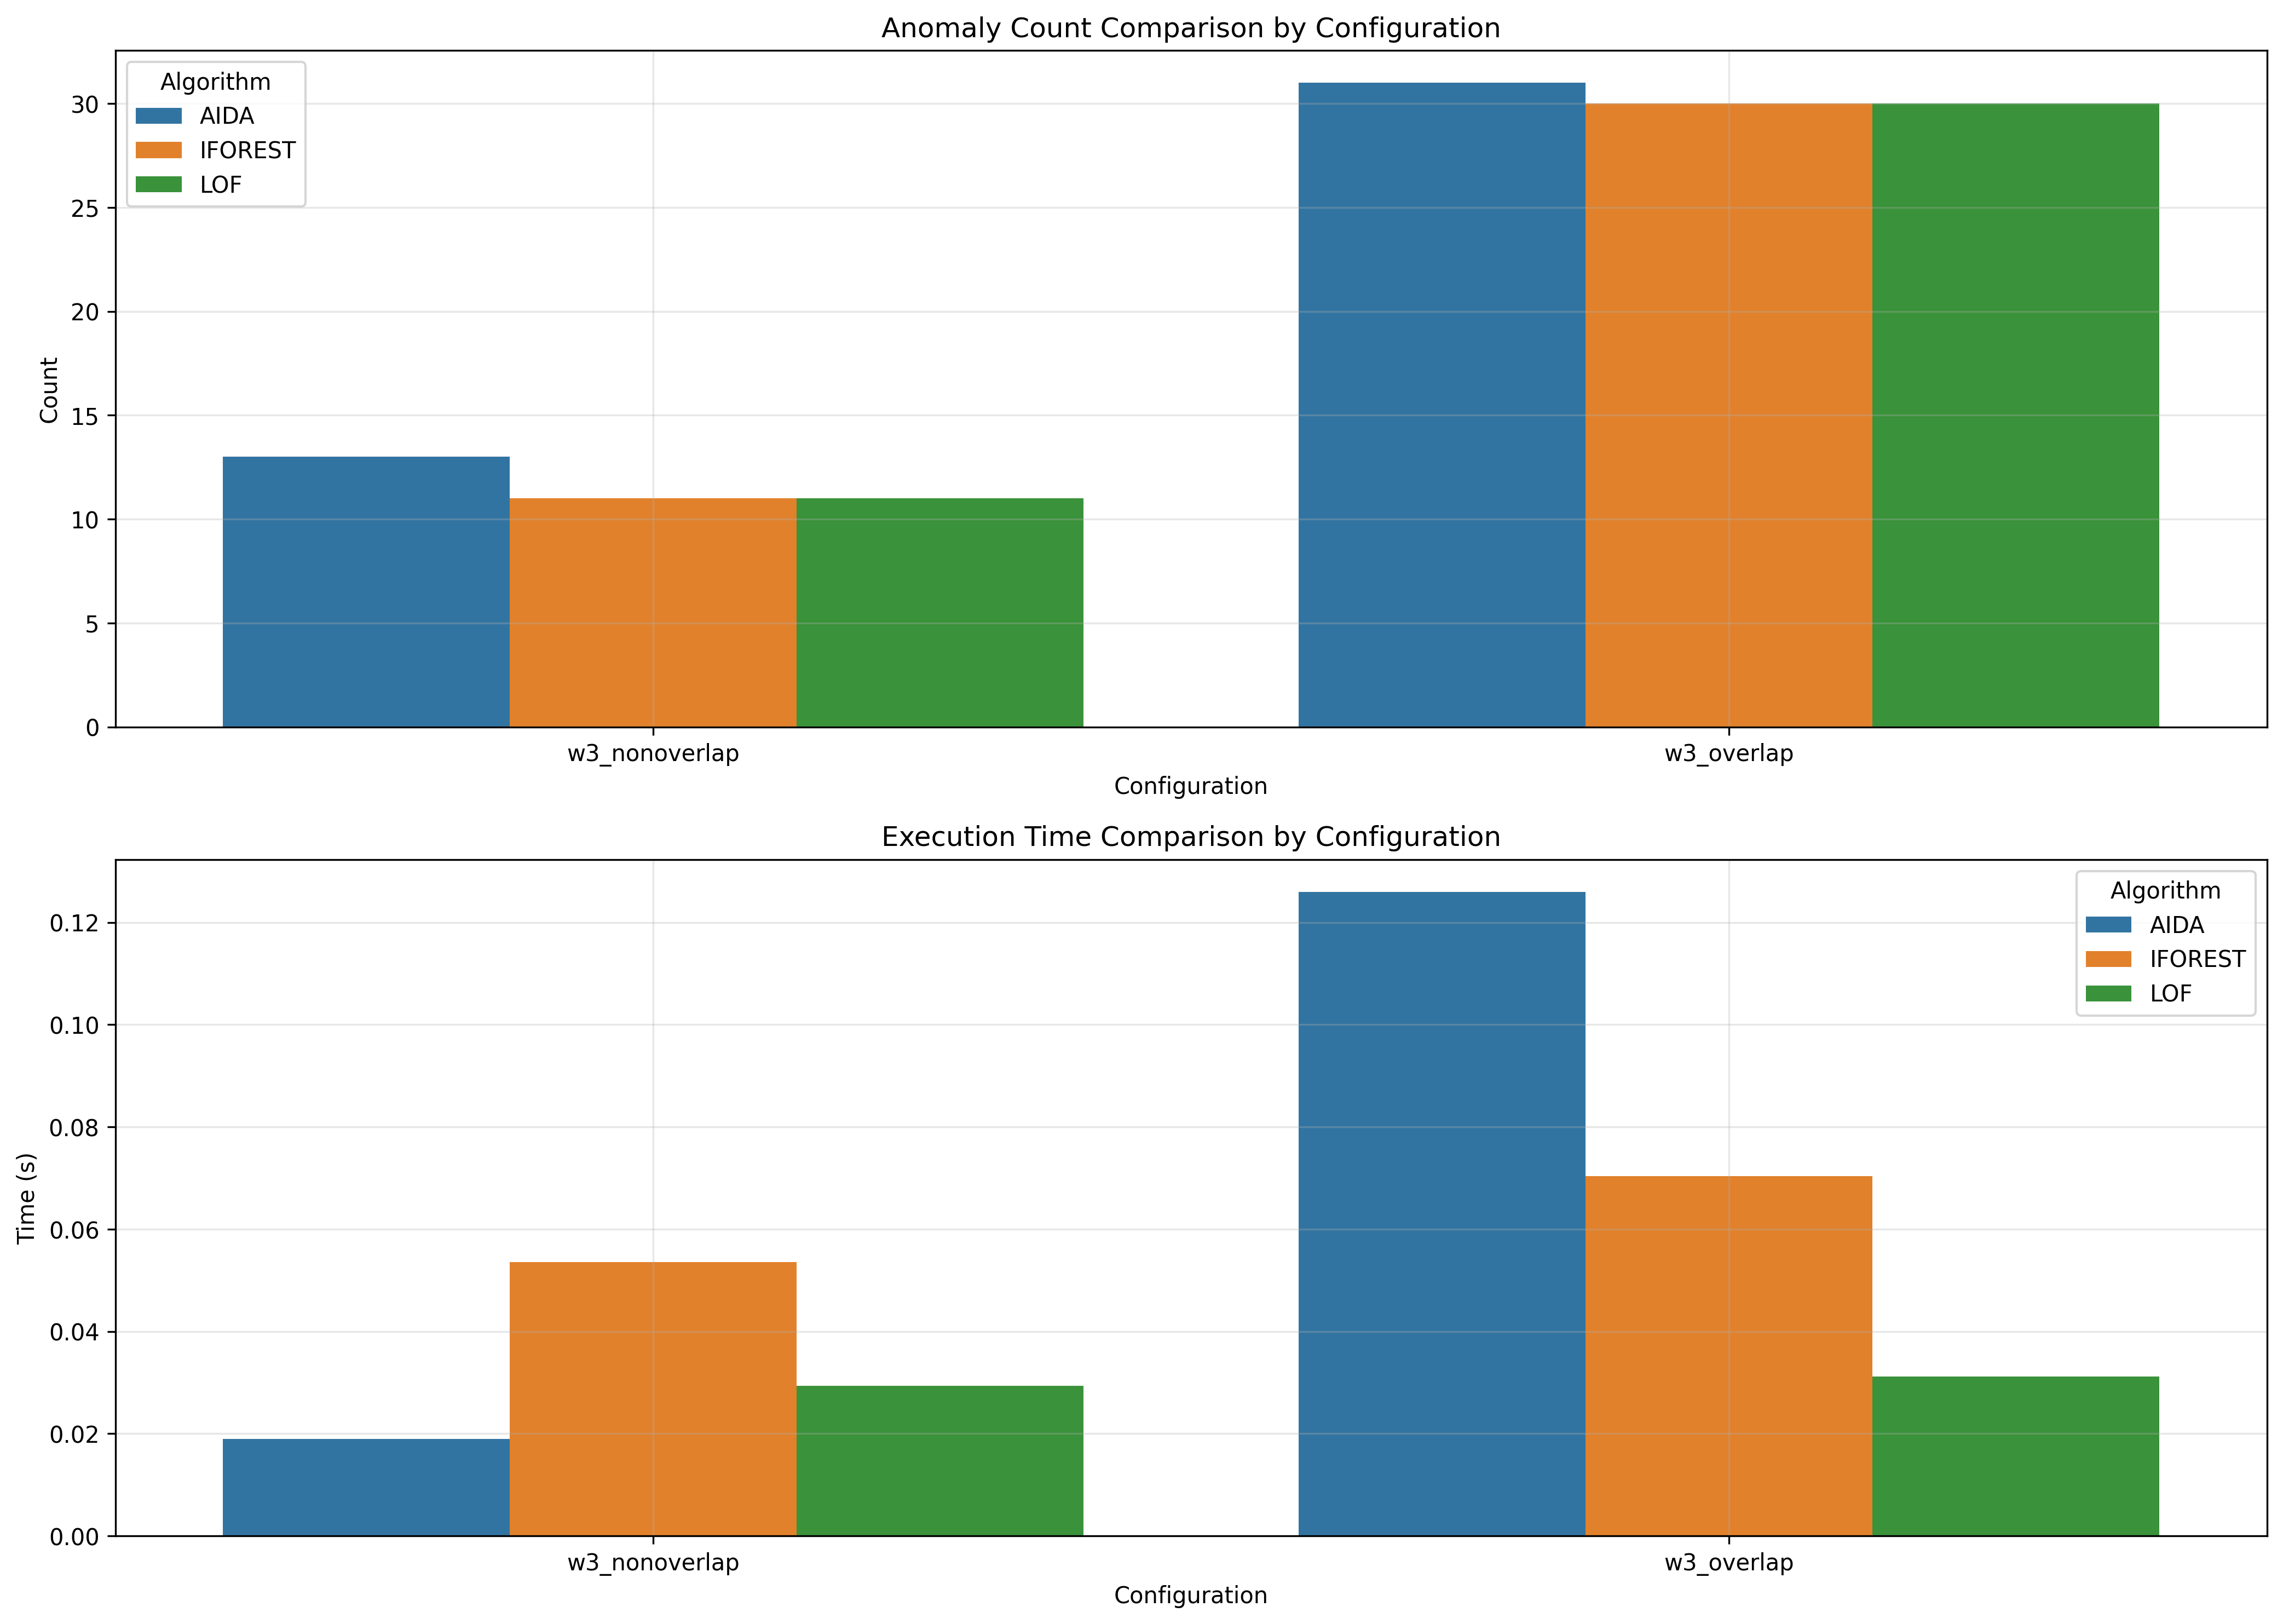 Anomaly Count Comparison by Configuration
Algorithm
AIDA
IFOREST
LOF
30
25
20
15
10
5
0
Count
w3_nonoverlap
w3_overlap
Configuration
Execution Time Comparison by Configuration
Algorithm
AIDA
IFOREST
LOF
0.12
0.10
0.08
0.06
0.04
0.02
0.00
Time (s)
w3_nonoverlap
w3_overlap
Configuration